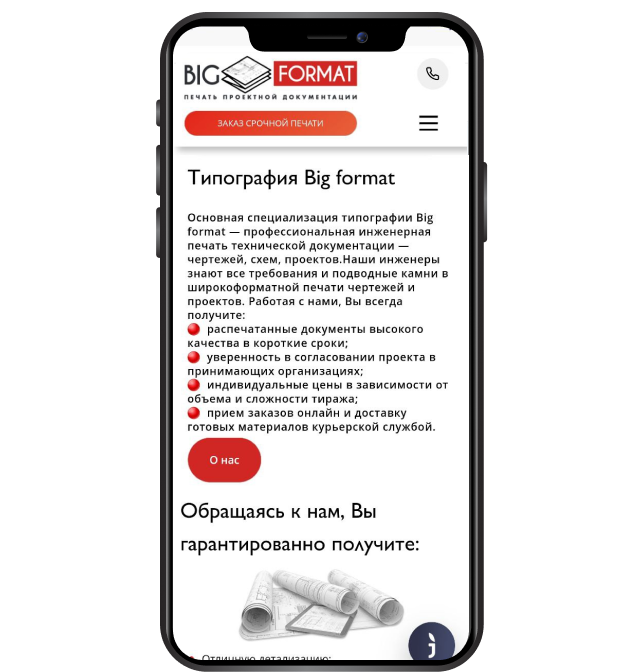 BIG FORMAT
ПЕЧАТЬ ПРОЕКТНОЙ ДОКУМЕНТАЦИИ
ЗАКАЗ СРОЧНОЙ ПЕЧАТИ
Типография Big format
Основная специализация типографии Big
format — профессиональная инженерная
печать технической документации —
чертежей, схем, проектов.Наши инженеры
знают все требования и подводные камни в
широкоформатной печати чертежей и
проектов. Работая с нами, Вы всегда
получите:
распечатанные документы высокого
качества в короткие сроки;
уверенность в согласовании проекта в
принимающих организациях;
индивидуальные цены в зависимости от
объема и сложности тиража;
прием заказов онлайн и доставку
готовых материалов курьерской службой.
О нас
Обращаясь к нам, Вы
гарантированно получите:
Отличную детализацию;